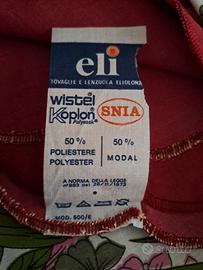 eli
TOVAGLIE E LENZUOLA ELIOLONA
wistel
Koplon
Polynosic
SNIA
50%
POLIESTERE
POLYESTER
50%
MODAL
A NORMA DELLA LEGGE
n° 883 del 26/11/1973
MOD. 500/E